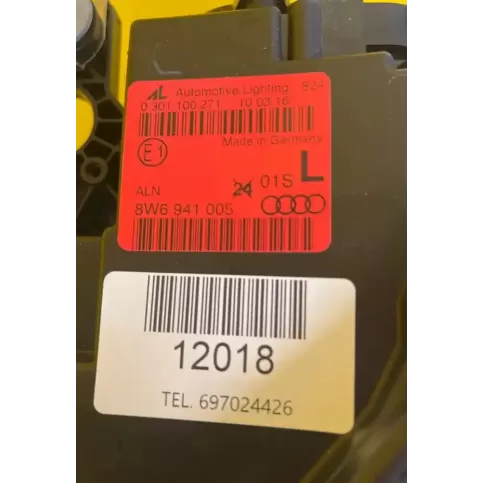 AL Automotive Lighting 824
0 301 100 271 10 03 16
Made in Germany
E1
L
24 01S
ALN
8W6 941 005
12018
TEL. 697024426